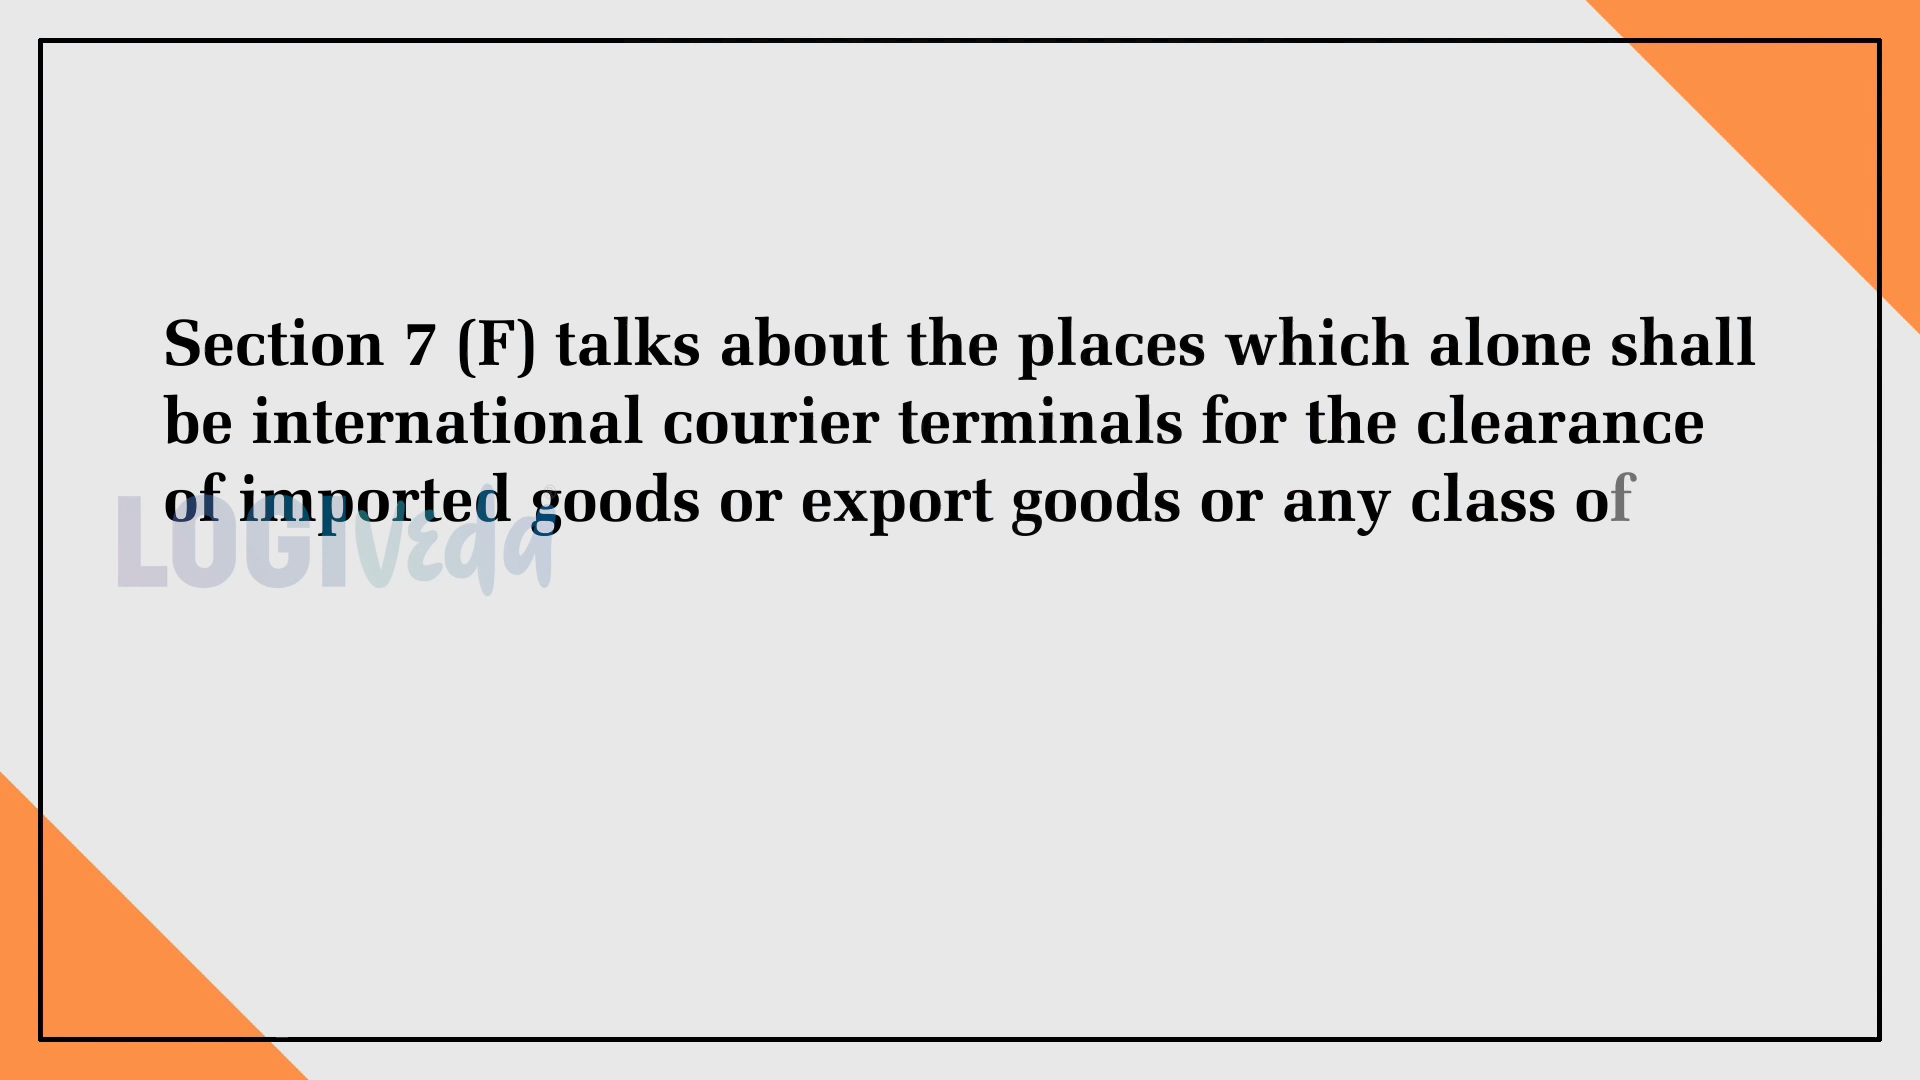 Section 7 (F) talks about the places which alone shall
be international courier terminals for the clearance
of imported goods or export goods or any class of
LOGIveda